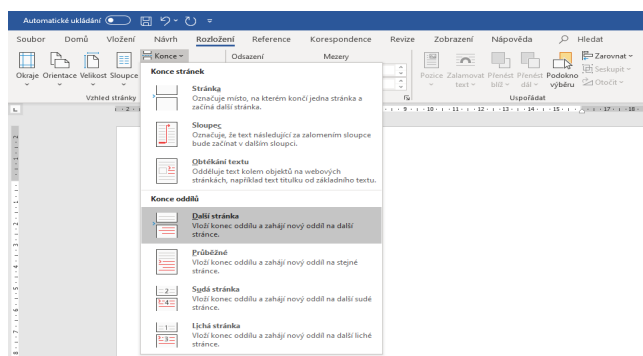 Automatické ukládání
Soubor Domů Vložení Návrh Rozložení Reference Korespondence Revize Zobrazení Nápověda Hledat
Okraje Orientace Velikost Sloupce
Konce
Odsazení Mezery
Pozice Zalamovat text Přenést blíž Přenést dál Podokno výběru
Zarovnat
Seskupit
Otočit
Vzhled stránky
Uspořádat
Konce stránek
Stránka
Označuje místo, na kterém končí jedna stránka a
začíná další stránka.
Sloupec
Označuje, že text následující za zalomením sloupce
bude začínat v dalším sloupci.
Obtékání textu
Odděluje text kolem objektů na webových
stránkách, například text titulku od základního textu.
Konce oddílů
Další stránka
Vloží konec oddílu a zahájí nový oddíl na další
stránce.
Průběžné
Vloží konec oddílu a zahájí nový oddíl na stejné
stránce.
Sudá stránka
Vloží konec oddílu a zahájí nový oddíl na další sudé
stránce.
Lichá stránka
Vloží konec oddílu a zahájí nový oddíl na další liché
stránce.